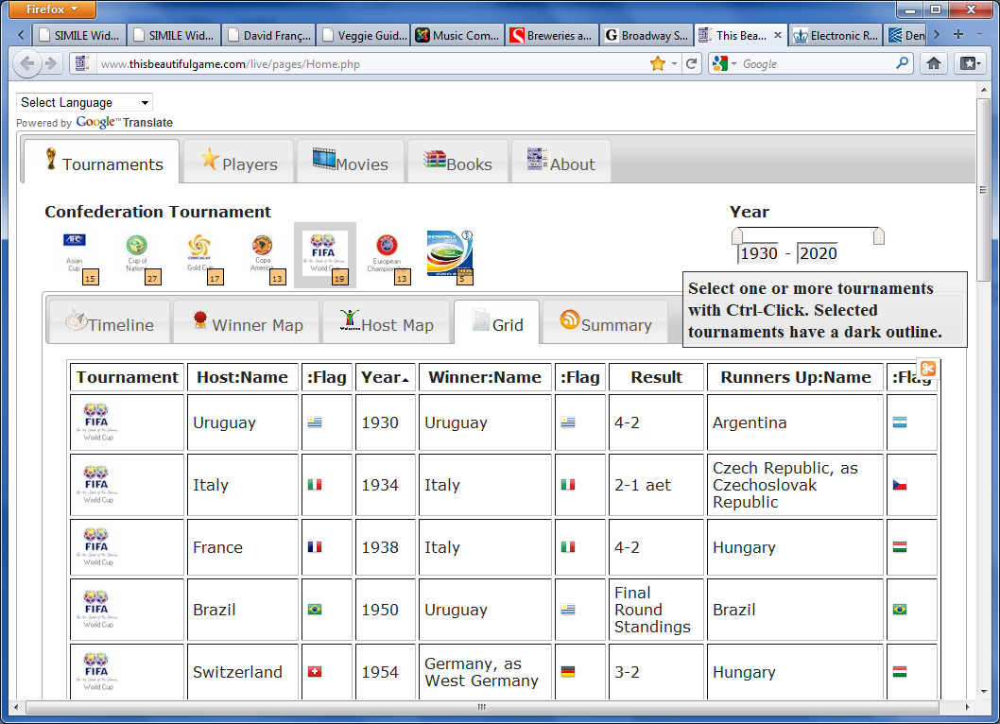 Firefox
SIMILE Wid...
SIMILE Wid...
David Franç...
Veggie Guid...
Music Com...
Breweries a...
Broadway S...
This Bea...
Electronic R...
Den
www.thisbeautifulgame.com/live/pages/Home.php
Google
Select Language
Powered by Google™ Translate
Tournaments
Players
Movies
Books
About
Confederation Tournament
Year
AFC
Asian Cup
15
Cup of Nations
27
CONCACAF
Gold Cup
17
Copa America
13
FIFA
World Cup
19
European Championship
13
GERMANY 2011
5
1930 - 2020
Select one or more tournaments
with Ctrl-Click. Selected
tournaments have a dark outline.
Timeline
Winner Map
Host Map
Grid
Summary
Tournament Host:Name :Flag Year Winner:Name :Flag Result Runners Up:Name :Flag
FIFA World Cup Uruguay 1930 Uruguay 4-2 Argentina
FIFA World Cup Italy 1934 Italy 2-1 aet Czech Republic, as
Czechoslovak
Republic
FIFA World Cup France 1938 Italy 4-2 Hungary
FIFA World Cup Brazil 1950 Uruguay Final
Round
Standings Brazil
FIFA World Cup Switzerland 1954 Germany, as
West Germany 3-2 Hungary